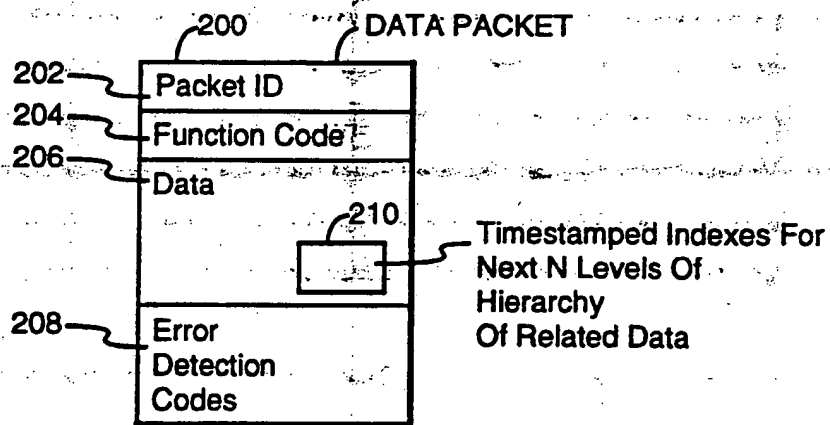 200 DATA PACKET
202 Packet ID
204 Function Code
206 Data
210
Timestamped Indexes For
Next N Levels Of
Hierarchy
Of Related Data
208 Error
Detection
Codes